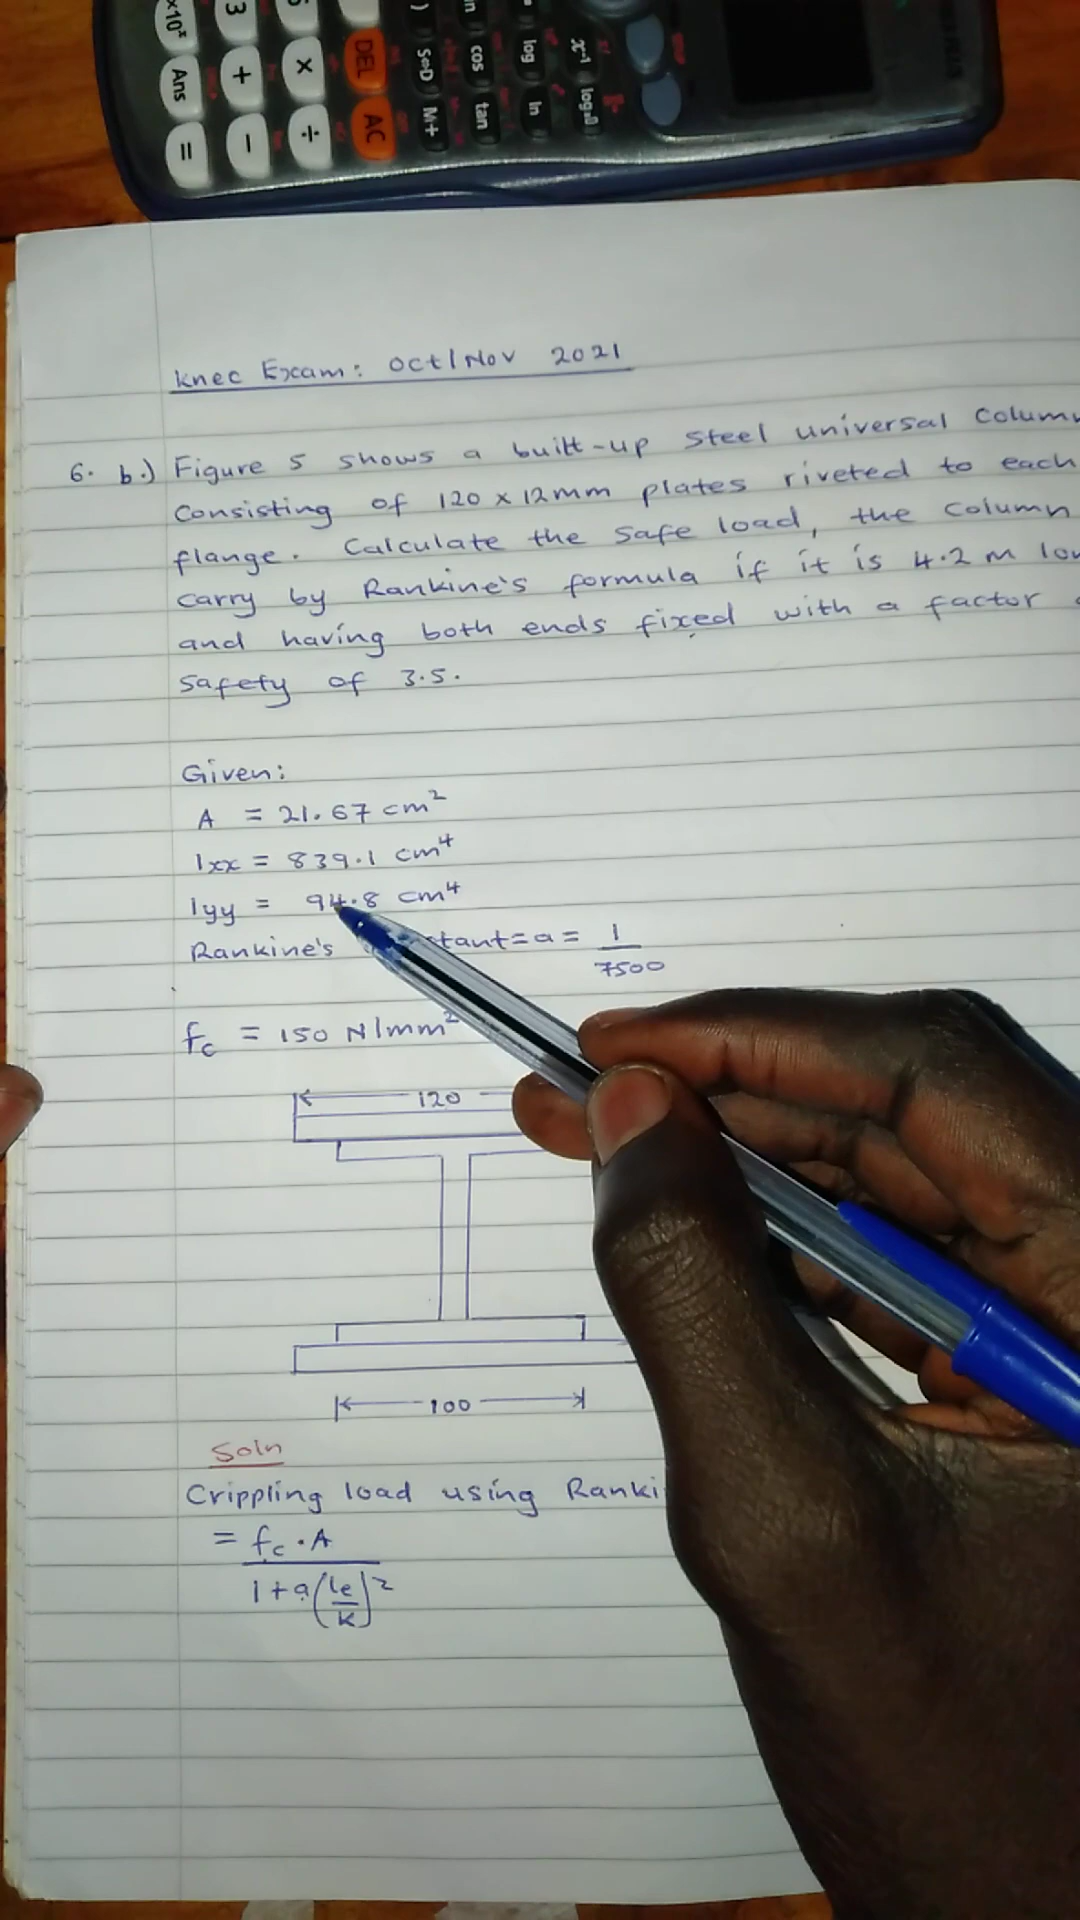 ×10ˣ Ans =
3 + −
× ÷
DEL AC
) S⇔D M+
cos tan
log ln
x⁻¹ log▪▯
Knec Exam: Oct/Nov 2021
6. b.) Figure 5 shows a built-up steel universal Colum
Consisting of 120 x 12mm plates riveted to each
flange. Calculate the safe load, the column
carry by Rankine's formula if it is 4.2 m
and having both ends fixed with a factor
safety of 3.5.
Given:
A = 21.67 cm²
Ixx = 839.1 cm⁴
Iyy = 94.8 cm⁴
Rankine's tant = a = 1/7500
fc = 150 N/mm²
120
100
Soln
Crippling load using Ranki
= fc . A
1 + a (le/k)²